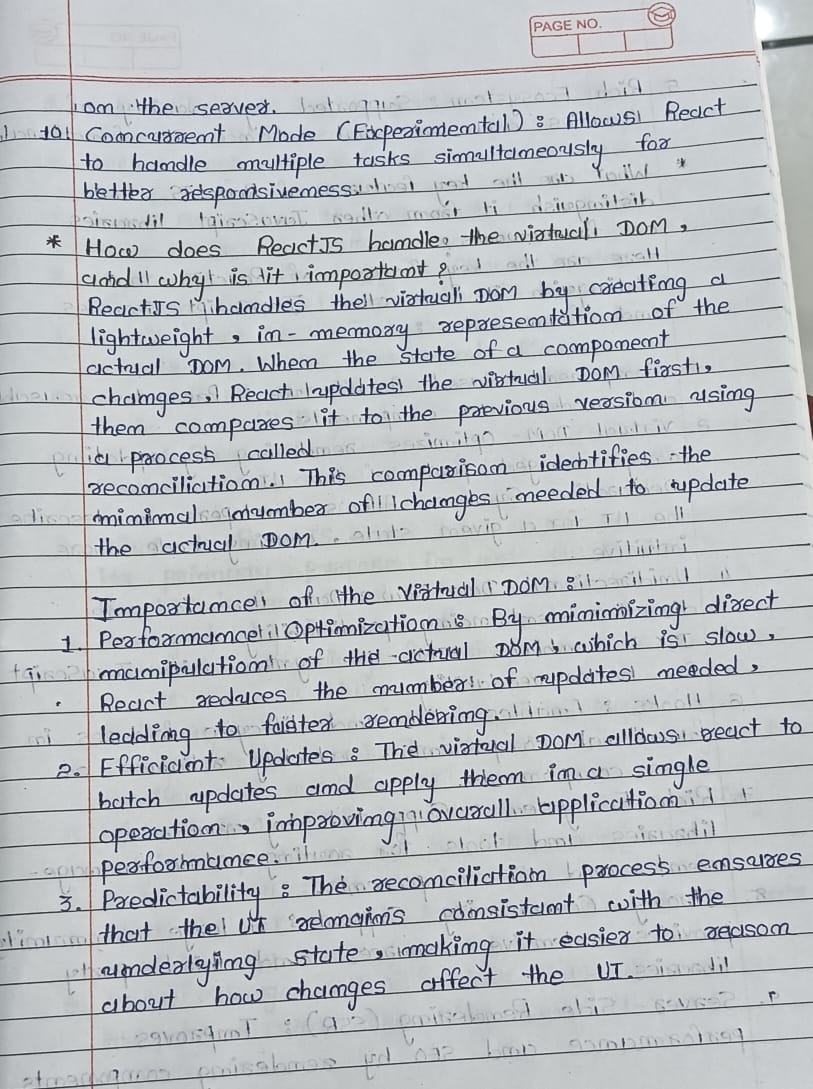 PAGE NO.
on the server.
10. Concurrent Mode (Experimental) : Allows React
to handle multiple tasks simultaneously for
better responsiveness.
* How does ReactJS handle the virtual DOM,
and why is it important ?
ReactJS handles the virtual DOM by creating a
lightweight, in-memory representation of the
actual DOM. When the state of a component
changes, React updates the virtual DOM first,
then compares it to the previous version using
a process called
reconciliation. This comparison identifies the
minimal number of changes needed to update
the actual DOM.
Importance of the Virtual DOM :
1. Performance Optimization : By minimizing direct
manipulation of the actual DOM, which is slow,
React reduces the number of updates needed,
leading to faster rendering.
2. Efficient Updates : The virtual DOM allows react to
batch updates and apply them in a single
operation, improving overall application
performance.
3. Predictability : The reconciliation process ensures
that the UI remains consistant with the
underlying state, making it easier to reason
about how changes affect the UI.